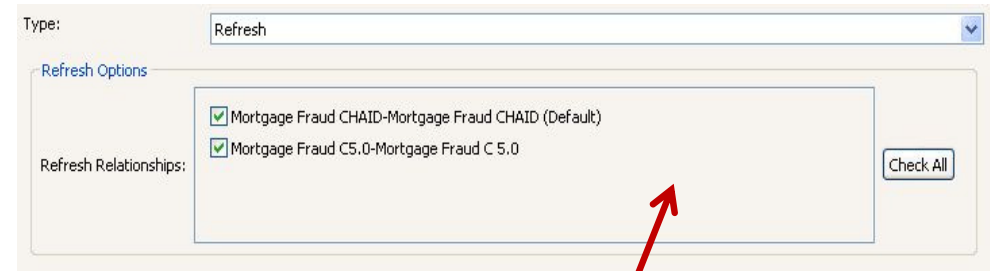 Type:
Refresh
Refresh Options
Mortgage Fraud CHAID-Mortgage Fraud CHAID (Default)
Mortgage Fraud C5.0-Mortgage Fraud C 5.0
Refresh Relationships:
Check All